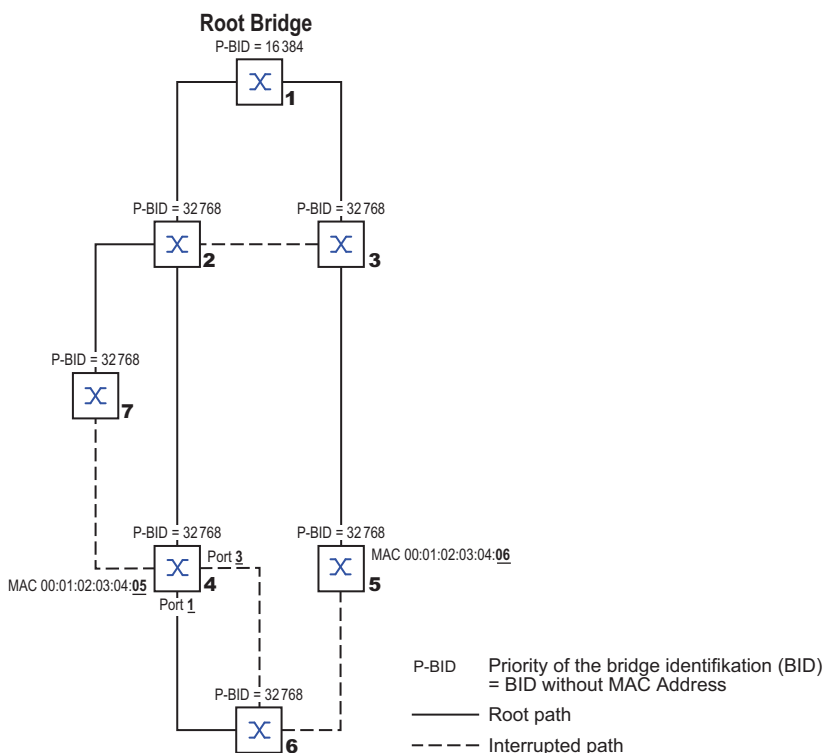 Root Bridge
P-BID = 16 384
1
P-BID = 32 768
P-BID = 32 768
2
3
P-BID = 32 768
7
P-BID = 32 768
P-BID = 32 768
Port 3
MAC 00:01:02:03:04:06
4
5
MAC 00:01:02:03:04:05
Port 1
P-BID = 32 768
6
P-BID Priority of the bridge identifikation (BID)
= BID without MAC Address
Root path
Interrupted path